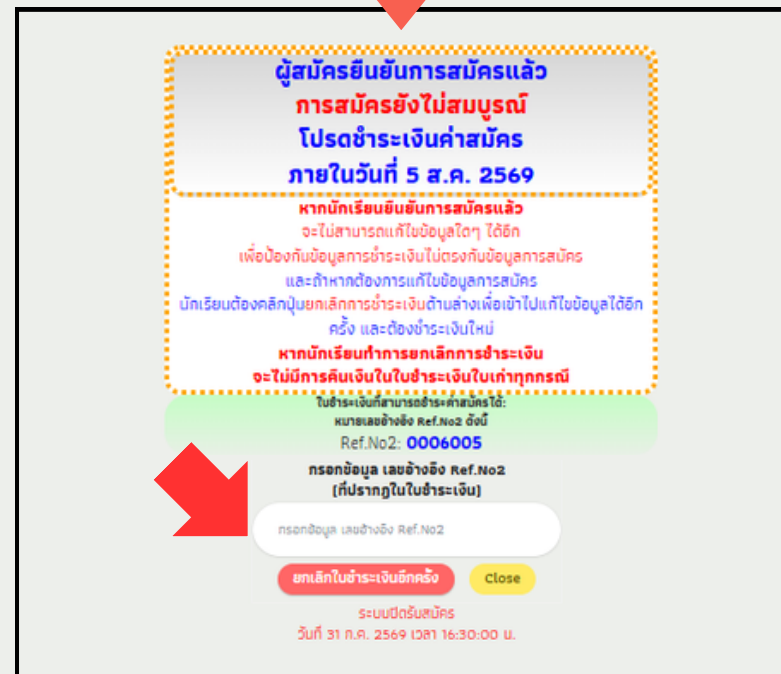 ผู้สมัครยืนยันการสมัครแล้ว
การสมัครยังไม่สมบูรณ์
โปรดชำระเงินค่าสมัคร
ภายในวันที่ 5 ส.ค. 2569
หากนักเรียนยืนยันการสมัครแล้ว
จะไม่สามารถแก้ไขข้อมูลใดๆ ได้อีก
เพื่อป้องกันข้อมูลการชำระเงินไม่ตรงกับข้อมูลการสมัคร
และถ้าหากต้องการแก้ไขข้อมูลการสมัคร
นักเรียนต้องคลิกปุ่มยกเลิกการชำระเงินด้านล่างเพื่อเข้าไปแก้ไขข้อมูลได้อีก
ครั้ง และต้องชำระเงินใหม่
หากนักเรียนทำการยกเลิกการชำระเงิน
จะไม่มีการคืนเงินในใบชำระเงินใบเก่าทุกกรณี
ใบชำระเงินที่สามารถชำระค่าสมัครได้:
หมายเลขอ้างอิง Ref.No2 ดังนี้
Ref.No2: 0006005
กรอกข้อมูล เลขอ้างอิง Ref.No2
(ที่ปรากฏในใบชำระเงิน)
กรอกข้อมูล เลขอ้างอิง Ref.No2
ยกเลิกใบชำระเงินอีกครั้ง Close
ระบบปิดรับสมัคร
วันที่ 31 ก.ค. 2569 เวลา 16:30:00 น.